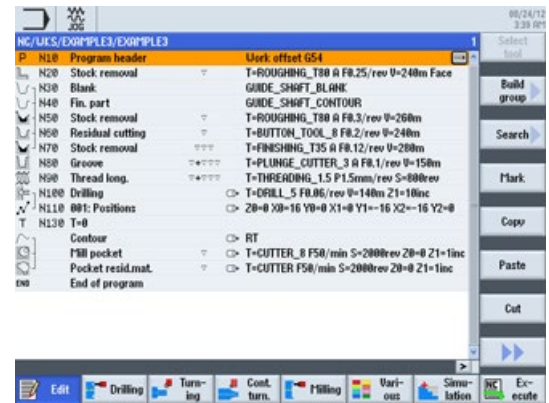 JOG
08/24/12
3:39 AM
NC/WKS/EXAMPLE3/EXAMPLE3 1
Select tool
P N10 Program header Work offset G54
N20 Stock removal T=ROUGHING_T80 A F0.25/rev V=240m Face
N30 Blank GUIDE_SHAFT_BLANK
N40 Fin. part GUIDE_SHAFT_CONTOUR
N50 Stock removal T=ROUGHING_T80 A F0.3/rev V=260m
N60 Residual cutting T=BUTTON_TOOL_8 F0.2/rev V=240m
N70 Stock removal T=FINISHING_T35 A F0.12/rev V=280m
N80 Groove T=PLUNGE_CUTTER_3 A F0.1/rev V=150m
N90 Thread long. T=THREADING_1.5 P1.5mm/rev S=800rev
N100 Drilling T=DRILL_5 F0.06/rev V=140m Z1=10inc
N110 001: Positions Z0=0 X0=16 Y0=0 X1=0 Y1=-16 X2=-16 Y2=0
T N130 T=0
Contour RT
Mill pocket T=CUTTER_8 F50/min S=2000rev Z0=0 Z1=1inc
Pocket resid.mat. T=CUTTER F50/min S=2000rev Z0=0 Z1=1inc
END End of program
Build group
Search
Mark
Copy
Paste
Cut
Edit
Drilling
Turn-
ing
Cont.
turn.
Milling
Vari-
ous
Simu-
lation
NC Ex-
ecute